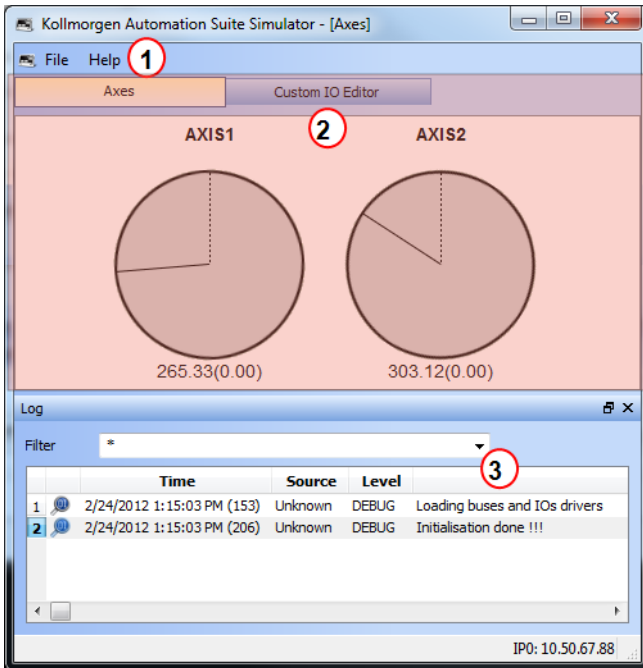 Kollmorgen Automation Suite Simulator - [Axes]
File Help 1
Axes Custom IO Editor
2
AXIS1 AXIS2
265.33(0.00) 303.12(0.00)
Log
Filter *
3
Time Source Level
1 2/24/2012 1:15:03 PM (153) Unknown DEBUG Loading buses and IOs drivers
2 2/24/2012 1:15:03 PM (206) Unknown DEBUG Initialisation done !!!
IP0: 10.50.67.88